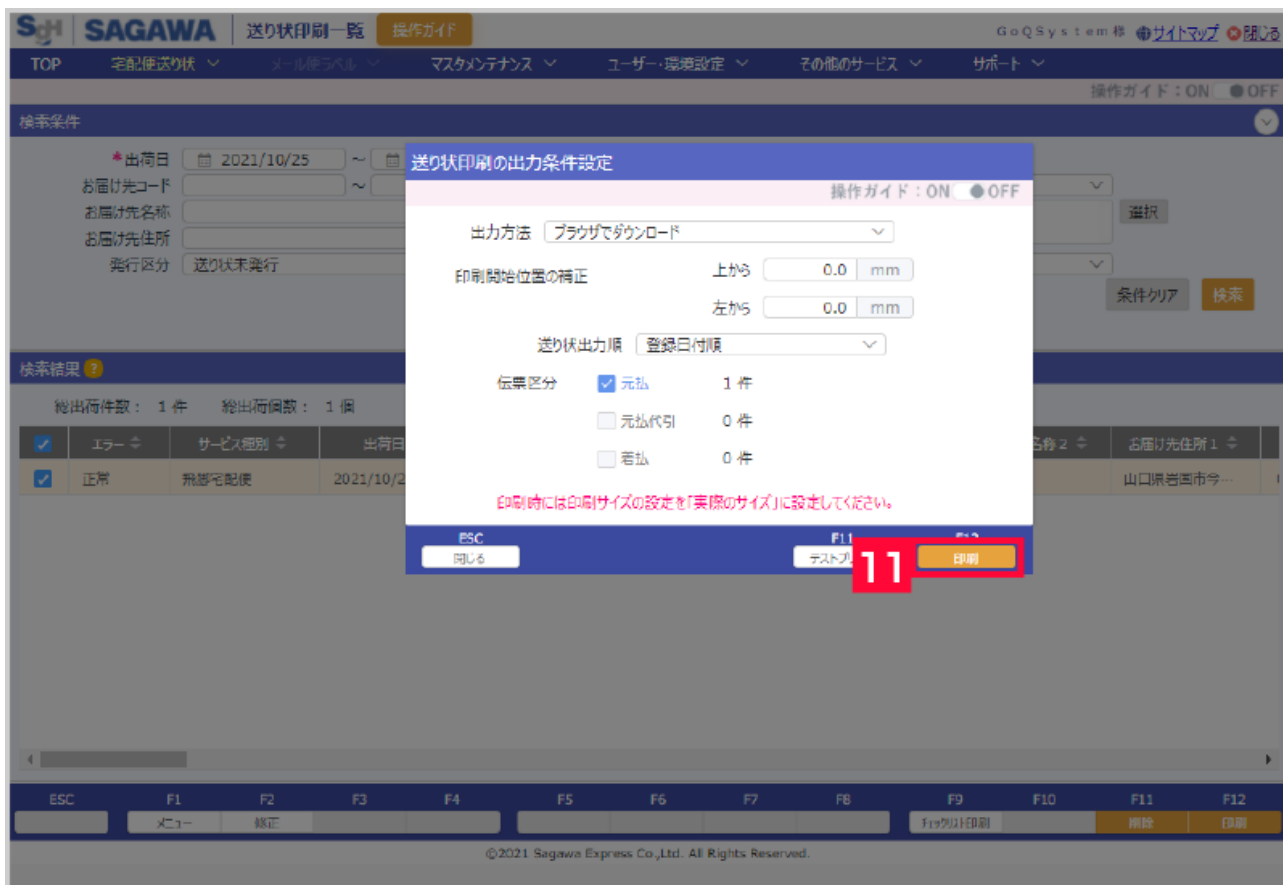 SGH SAGAWA 送り状印刷一覧 操作ガイド GoQSystem様 サイトマップ 閉じる
TOP 宅配便送り状 メール便ラベル マスタメンテナンス ユーザー・環境設定 その他のサービス サポート
操作ガイド：ON OFF
検索条件
*出荷日 2021/10/25 ～
お届け先コード ～
お届け先名称 選択
お届け先住所
発行区分 送り状未発行
条件クリア 検索
送り状印刷の出力条件設定
操作ガイド：ON OFF
出力方法 ブラウザでダウンロード
印刷開始位置の補正 上から 0.0 mm
左から 0.0 mm
送り状出力順 登録日付順
伝票区分 元払 1 件
元払代引 0 件
着払 0 件
印刷時には印刷サイズの設定を「実際のサイズ」に設定してください。
ESC F11 F12
閉じる テストプリ 11 印刷
検索結果 ?
総出荷件数： 1 件 総出荷個数： 1 個
エラー サービス種別 出荷日 名称２ お届け先住所１
正常 飛脚宅配便 2021/10/2 山口県岩国市今…
ESC F1 F2 F3 F4 F5 F6 F7 F8 F9 F10 F11 F12
メニュー 修正 チェックリスト印刷 削除 印刷
©2021 Sagawa Express Co.,Ltd. All Rights Reserved.